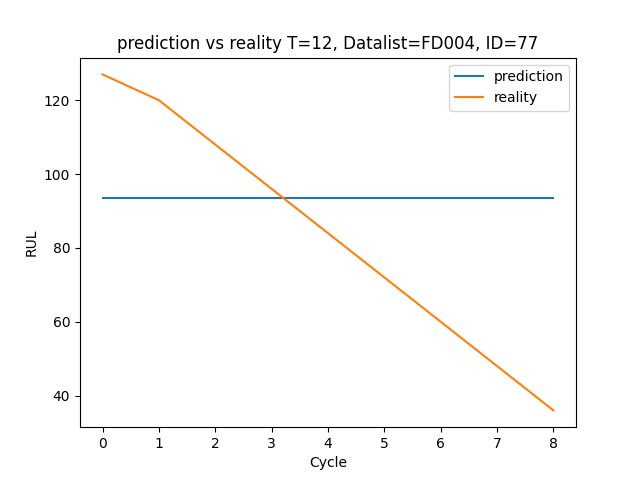 prediction vs reality T=12, Datalist=FD004, ID=77
prediction
reality
RUL
120
100
80
60
40
0 1 2 3 4 5 6 7 8
Cycle